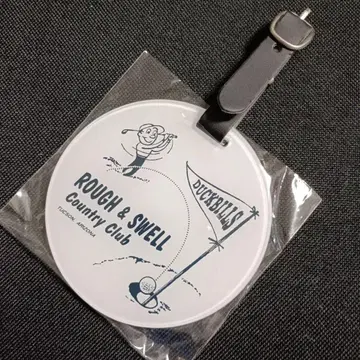 ROUGH & SWELL
Country Club
TUCSON, ARIZONA
DUCKBILLS